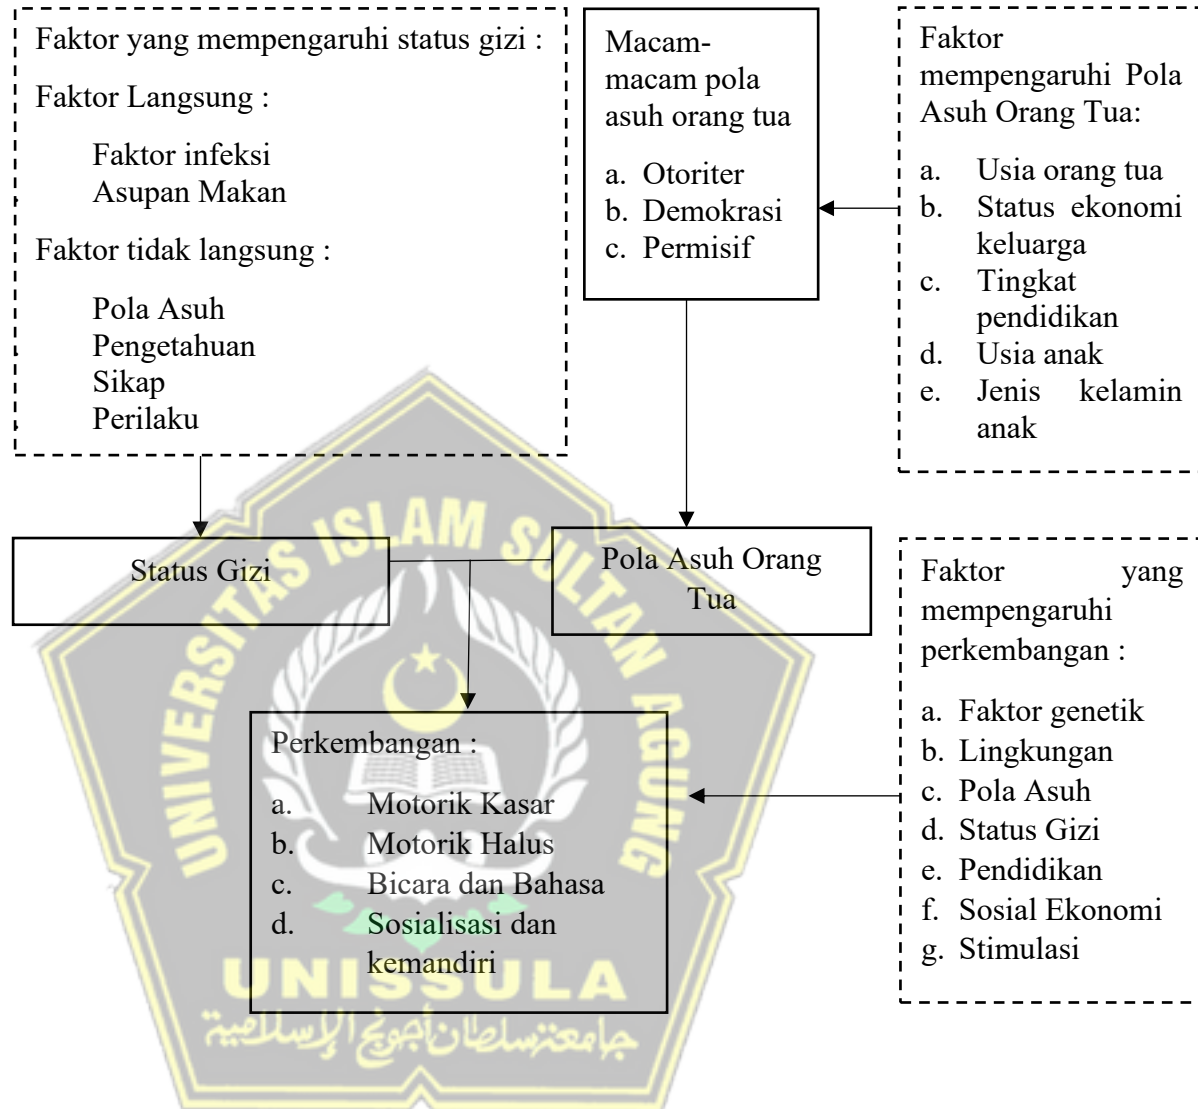 Faktor yang mempengaruhi status gizi :
Faktor Langsung :
Faktor infeksi
Asupan Makan
Faktor tidak langsung :
Pola Asuh
Pengetahuan
Sikap
Perilaku
Macam-
macam pola
asuh orang tua
a. Otoriter
b. Demokrasi
c. Permisif
Faktor
mempengaruhi Pola
Asuh Orang Tua:
a. Usia orang tua
b. Status ekonomi
keluarga
c. Tingkat
pendidikan
d. Usia anak
e. Jenis kelamin
anak
Status Gizi
Pola Asuh Orang
Tua
Perkembangan :
a. Motorik Kasar
b. Motorik Halus
c. Bicara dan Bahasa
d. Sosialisasi dan
kemandiri
Faktor yang
mempengaruhi
perkembangan :
a. Faktor genetik
b. Lingkungan
c. Pola Asuh
d. Status Gizi
e. Pendidikan
f. Sosial Ekonomi
g. Stimulasi
UNIVERSITAS ISLAM SULTAN AGUNG
UNISSULA
جامعة سلطان أجونج الإسلامية